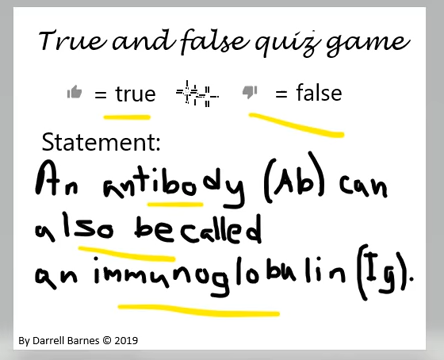 True and false quiz game
= true = false
Statement:
An antibody (Ab) can
also be called
an immunoglobulin (Ig).
By Darrell Barnes © 2019